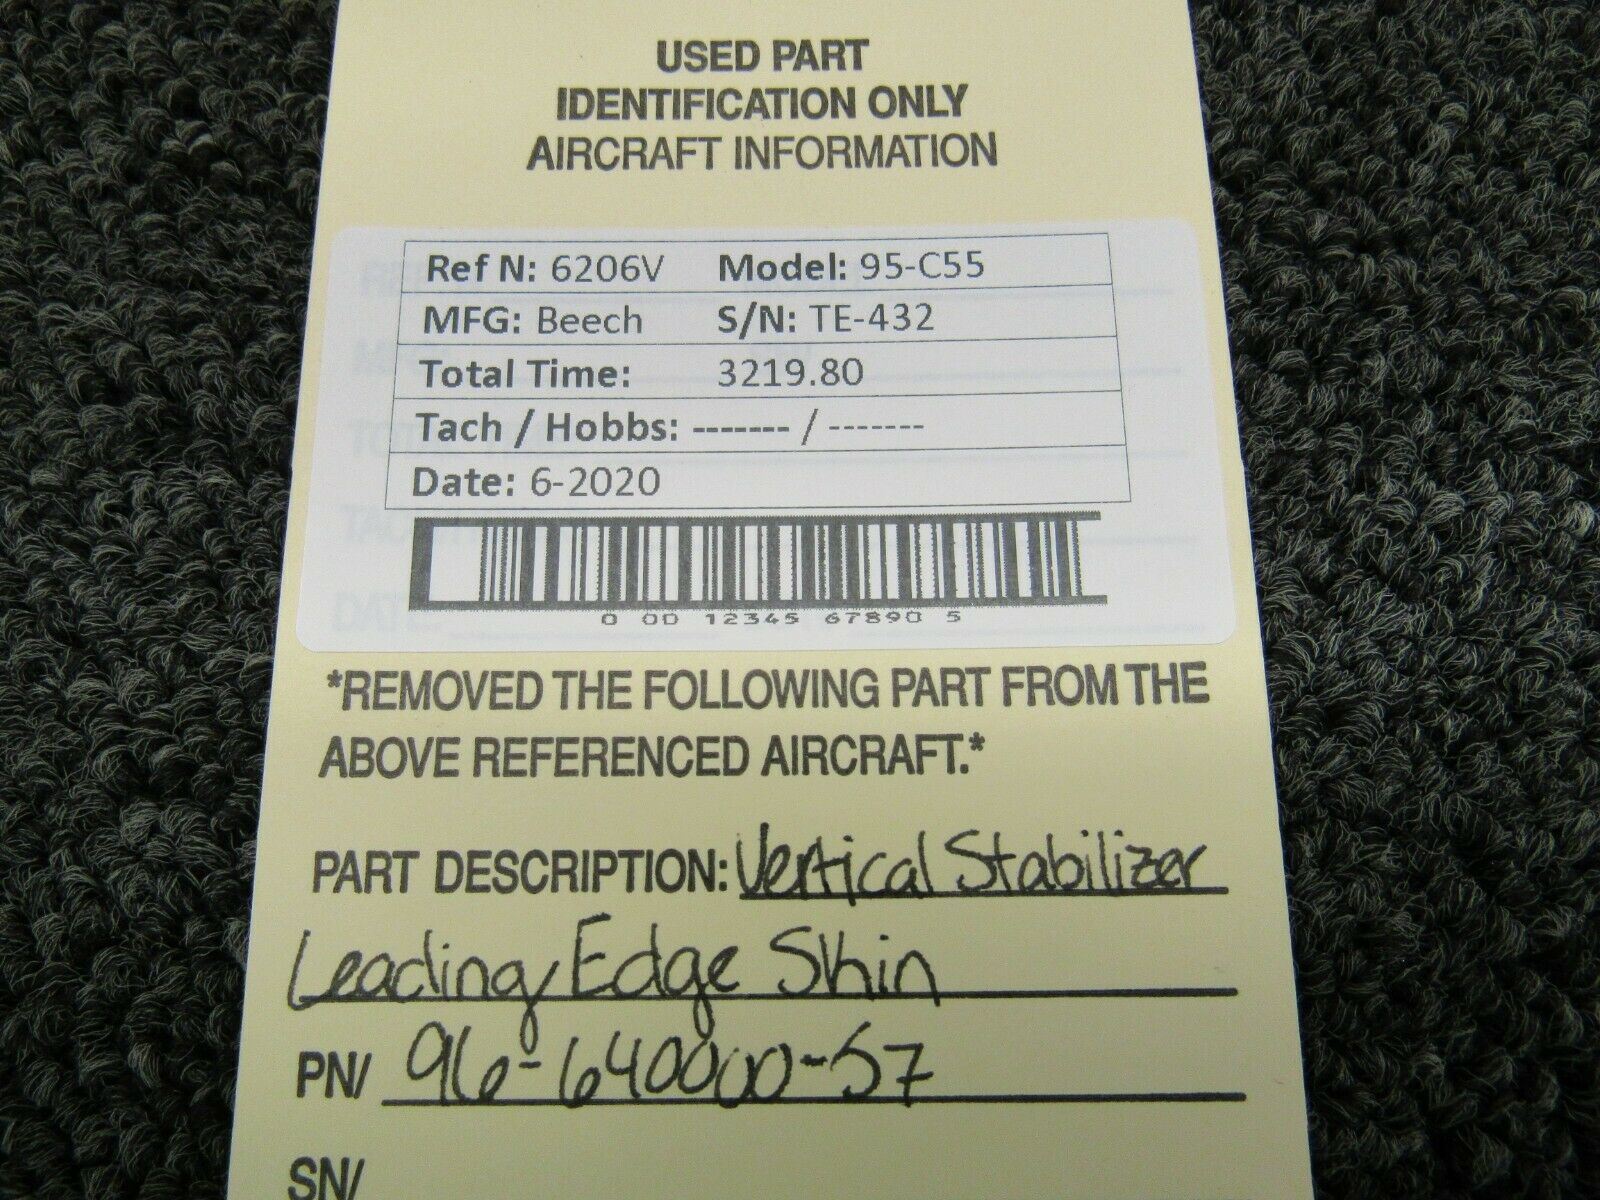 USED PART
IDENTIFICATION ONLY
AIRCRAFT INFORMATION
Ref N: 6206V Model: 95-C55
MFG: Beech S/N: TE-432
Total Time: 3219.80
Tach / Hobbs: ------- / -------
Date: 6-2020
0 00 12345 67890 5
*REMOVED THE FOLLOWING PART FROM THE
ABOVE REFERENCED AIRCRAFT.*
PART DESCRIPTION: Vertical Stabilizer
Leading Edge Skin
PN/ 96-640000-57
SN/